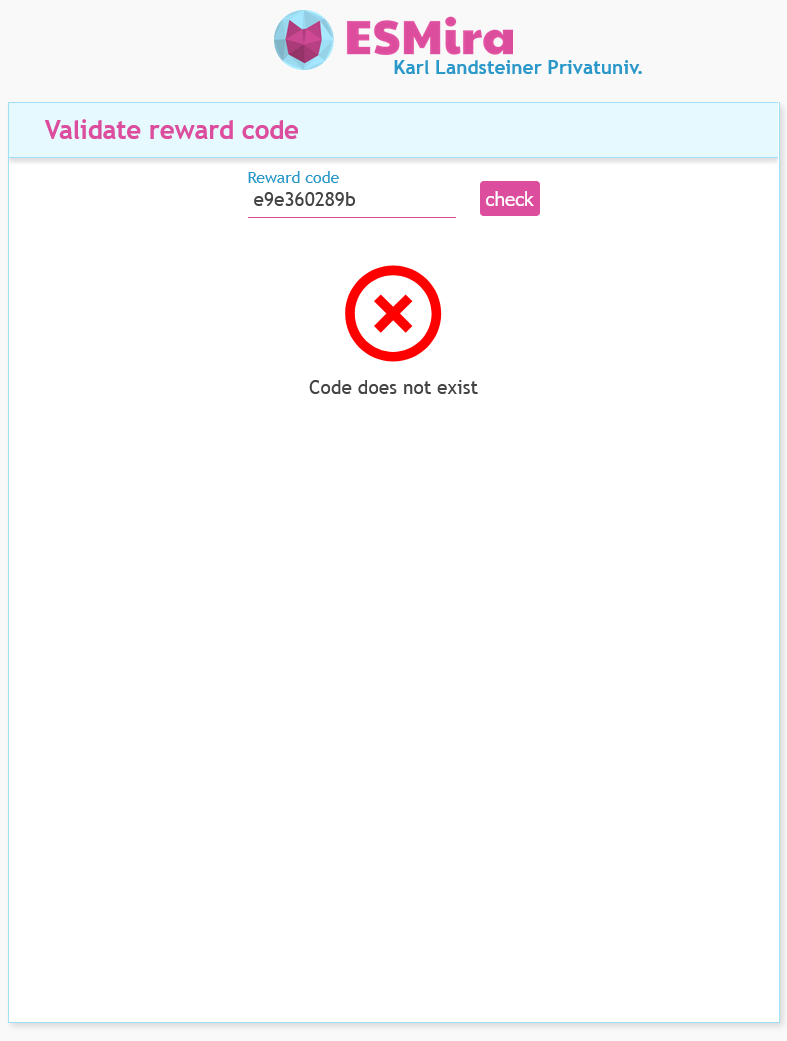 ESMira
Karl Landsteiner Privatuniv.
Validate reward code
Reward code
e9e360289b
check
Code does not exist